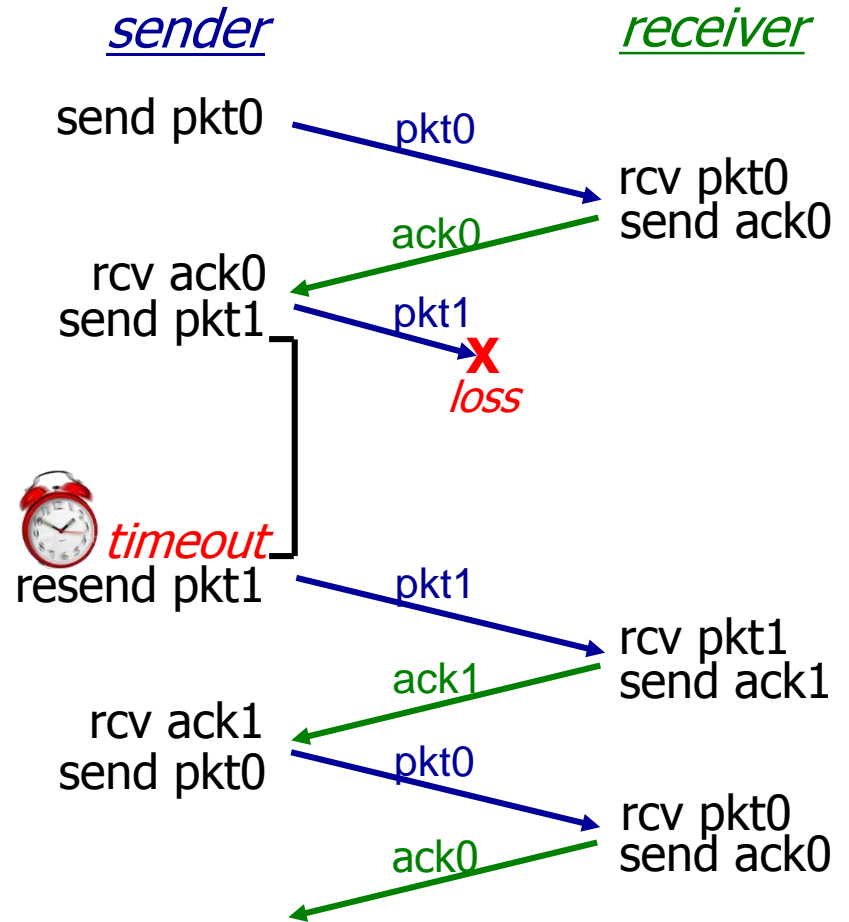 sender
receiver
send pkt0
pkt0
rcv pkt0
send ack0
ack0
rcv ack0
send pkt1
pkt1
X
loss
timeout
resend pkt1
pkt1
rcv pkt1
send ack1
ack1
rcv ack1
send pkt0
pkt0
rcv pkt0
send ack0
ack0